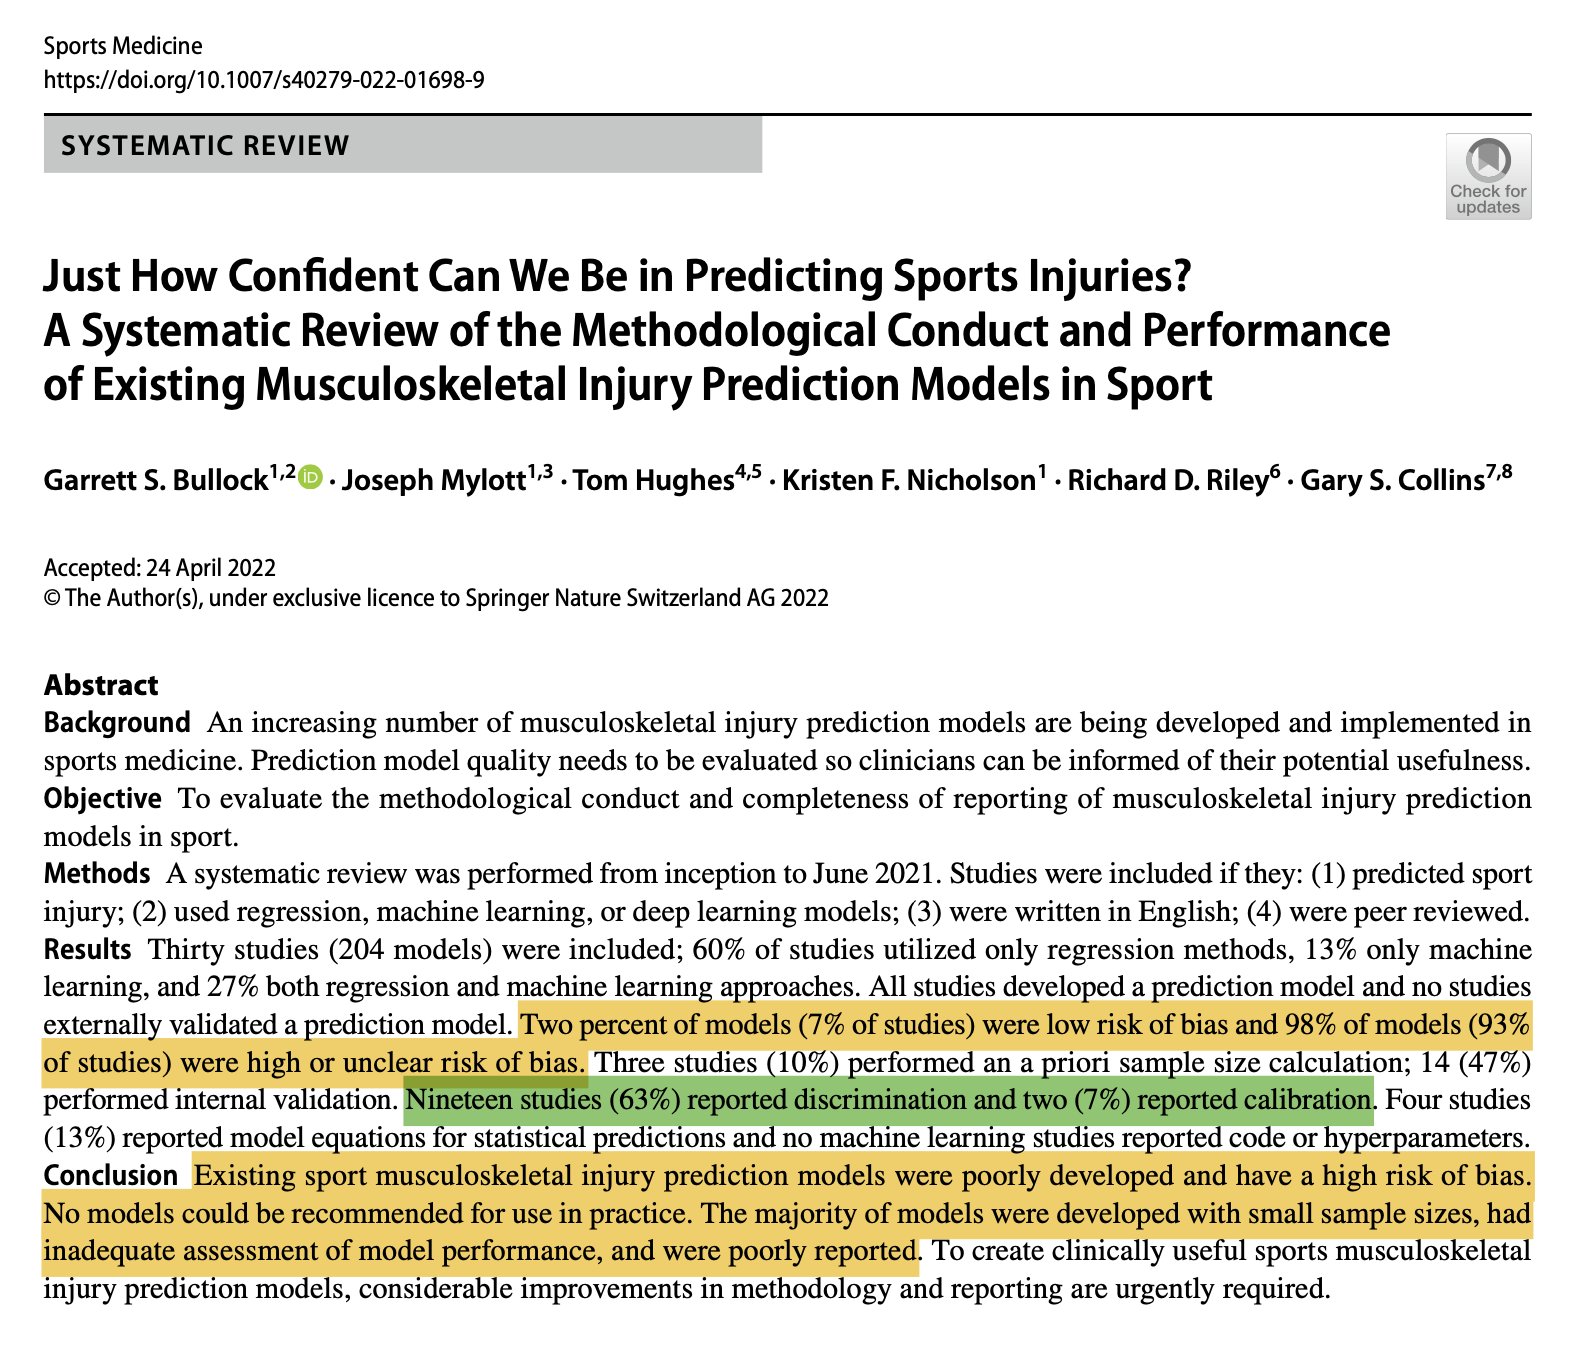 Sports Medicine
https://doi.org/10.1007/s40279-022-01698-9
SYSTEMATIC REVIEW
Check for
updates
Just How Confident Can We Be in Predicting Sports Injuries?
A Systematic Review of the Methodological Conduct and Performance
of Existing Musculoskeletal Injury Prediction Models in Sport
Garrett S. Bullock1,2 iD · Joseph Mylott1,3 · Tom Hughes4,5 · Kristen F. Nicholson1 · Richard D. Riley6 · Gary S. Collins7,8
Accepted: 24 April 2022
© The Author(s), under exclusive licence to Springer Nature Switzerland AG 2022
Abstract
Background An increasing number of musculoskeletal injury prediction models are being developed and implemented in
sports medicine. Prediction model quality needs to be evaluated so clinicians can be informed of their potential usefulness.
Objective To evaluate the methodological conduct and completeness of reporting of musculoskeletal injury prediction
models in sport.
Methods A systematic review was performed from inception to June 2021. Studies were included if they: (1) predicted sport
injury; (2) used regression, machine learning, or deep learning models; (3) were written in English; (4) were peer reviewed.
Results Thirty studies (204 models) were included; 60% of studies utilized only regression methods, 13% only machine
learning, and 27% both regression and machine learning approaches. All studies developed a prediction model and no studies
externally validated a prediction model. Two percent of models (7% of studies) were low risk of bias and 98% of models (93%
of studies) were high or unclear risk of bias. Three studies (10%) performed an a priori sample size calculation; 14 (47%)
performed internal validation. Nineteen studies (63%) reported discrimination and two (7%) reported calibration. Four studies
(13%) reported model equations for statistical predictions and no machine learning studies reported code or hyperparameters.
Conclusion Existing sport musculoskeletal injury prediction models were poorly developed and have a high risk of bias.
No models could be recommended for use in practice. The majority of models were developed with small sample sizes, had
inadequate assessment of model performance, and were poorly reported. To create clinically useful sports musculoskeletal
injury prediction models, considerable improvements in methodology and reporting are urgently required.